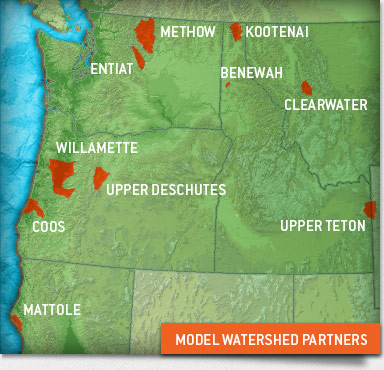 METHOW
KOOTENAI
ENTIAT
BENEWAH
CLEARWATER
WILLAMETTE
UPPER DESCHUTES
COOS
UPPER TETON
MATTOLE
MODEL WATERSHED PARTNERS